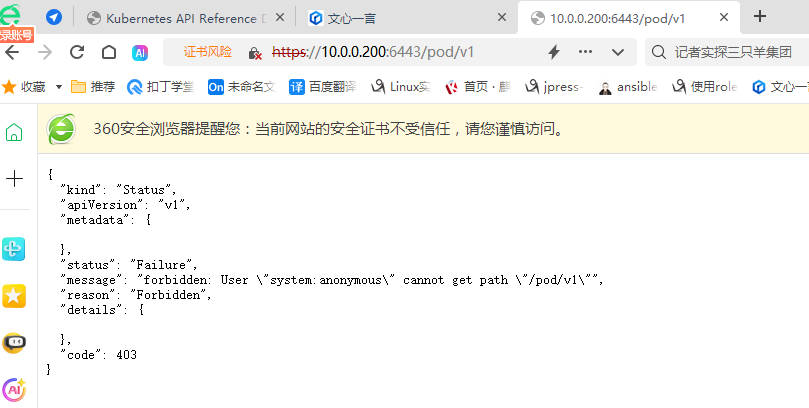 Kubernetes API Reference D
文心一言
10.0.0.200:6443/pod/v1
录账号
AI
证书风险
https://10.0.0.200:6443/pod/v1
记者实探三只羊集团
收藏
推荐
扣丁学堂
On 未命名文
译 百度翻译
Linux实
首页 · 麒
jpress-
ansible
使用role
文心一言
360安全浏览器提醒您：当前网站的安全证书不受信任，请您谨慎访问。
{
"kind": "Status",
"apiVersion": "v1",
"metadata": {
},
"status": "Failure",
"message": "forbidden: User \"system:anonymous\" cannot get path \"/pod/v1\"",
"reason": "Forbidden",
"details": {
},
"code": 403
}
AI